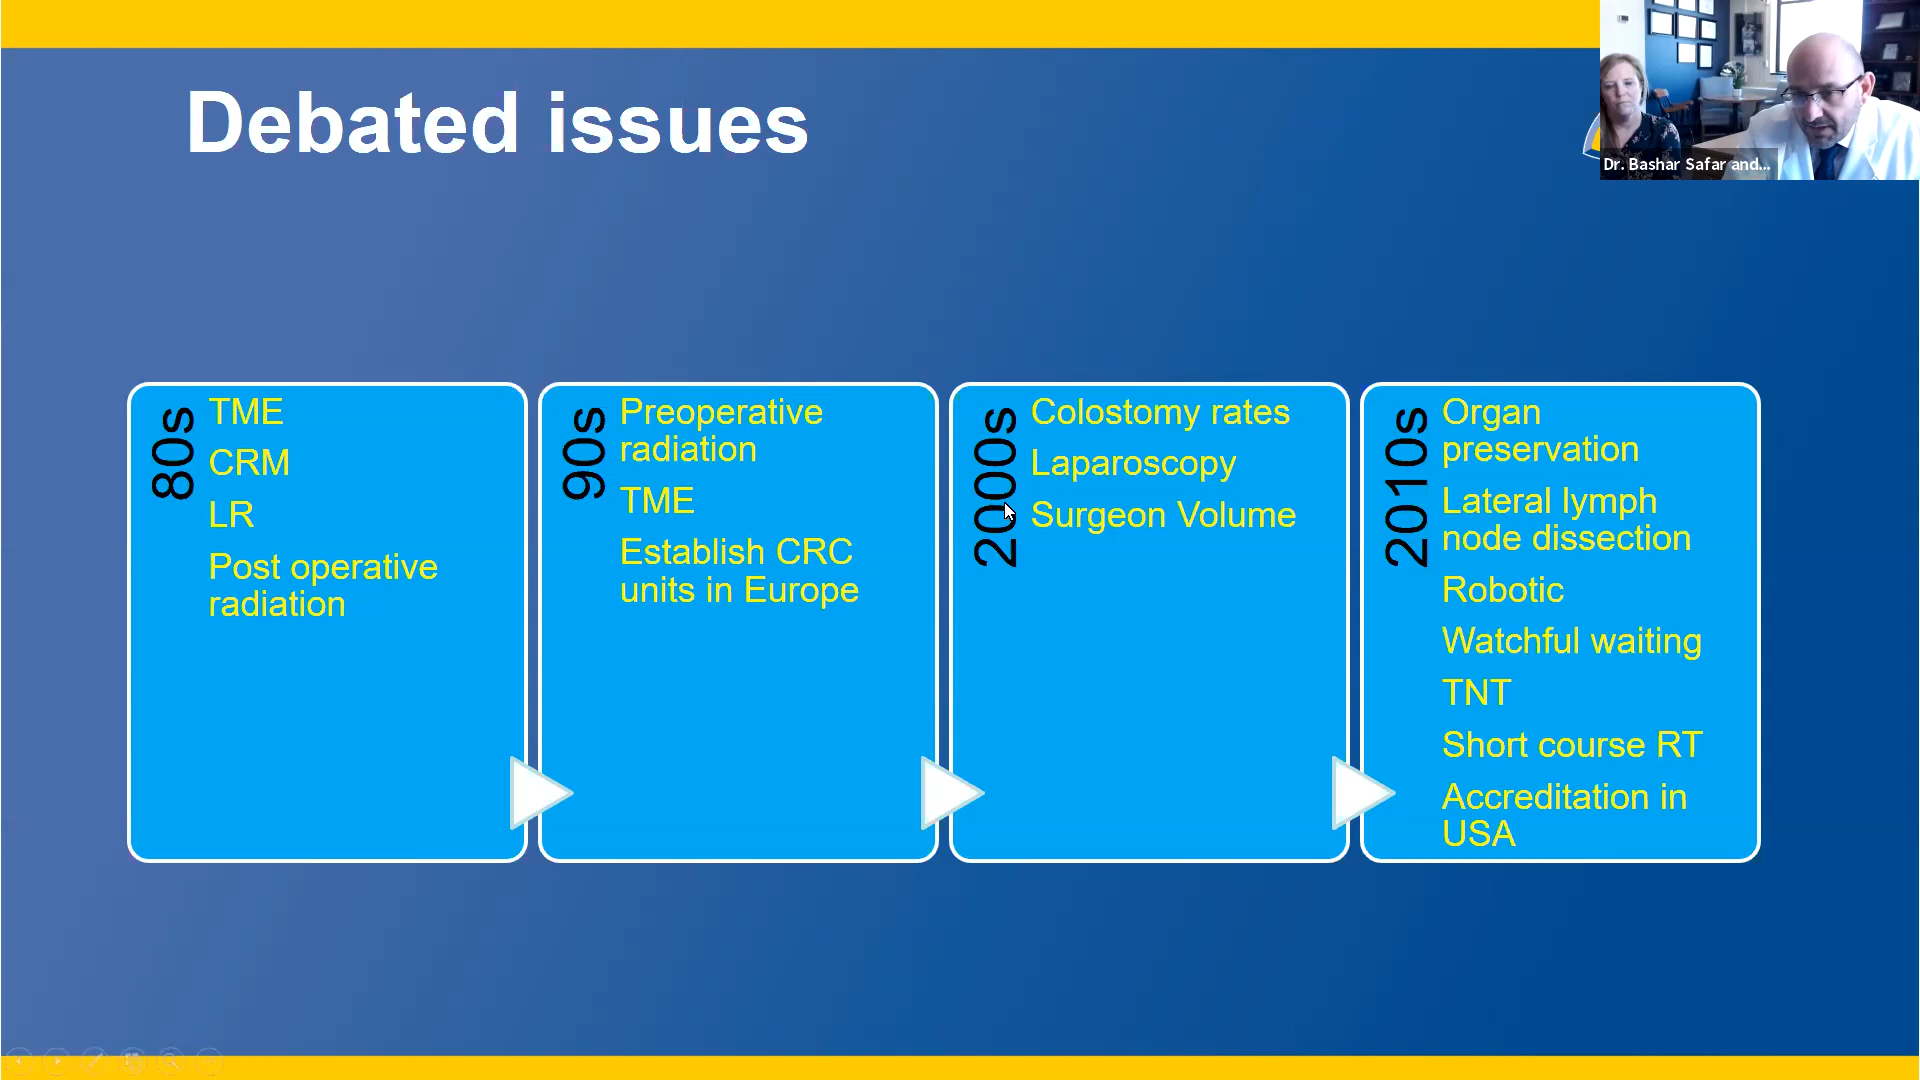 Debated issues
Dr. Bashar Safar and...
80s
TME
CRM
LR
Post operative
radiation
90s
Preoperative
radiation
TME
Establish CRC
units in Europe
2000s
Colostomy rates
Laparoscopy
Surgeon Volume
2010s
Organ
preservation
Lateral lymph
node dissection
Robotic
Watchful waiting
TNT
Short course RT
Accreditation in
USA